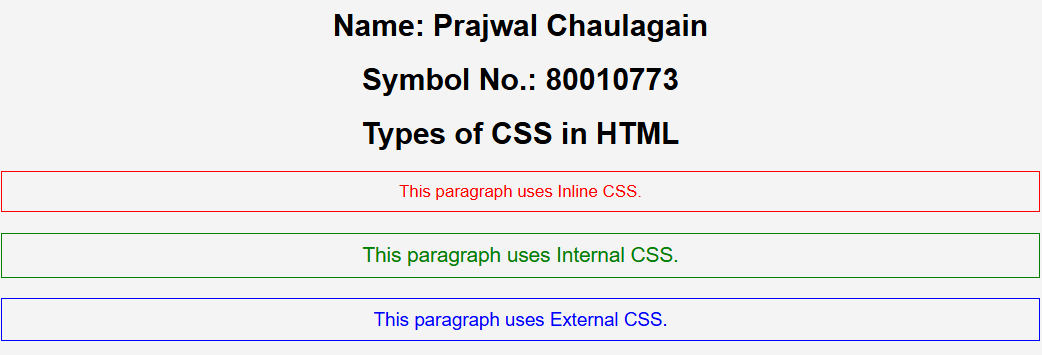 Name: Prajwal Chaulagain
Symbol No.: 80010773
Types of CSS in HTML
This paragraph uses Inline CSS.
This paragraph uses Internal CSS.
This paragraph uses External CSS.